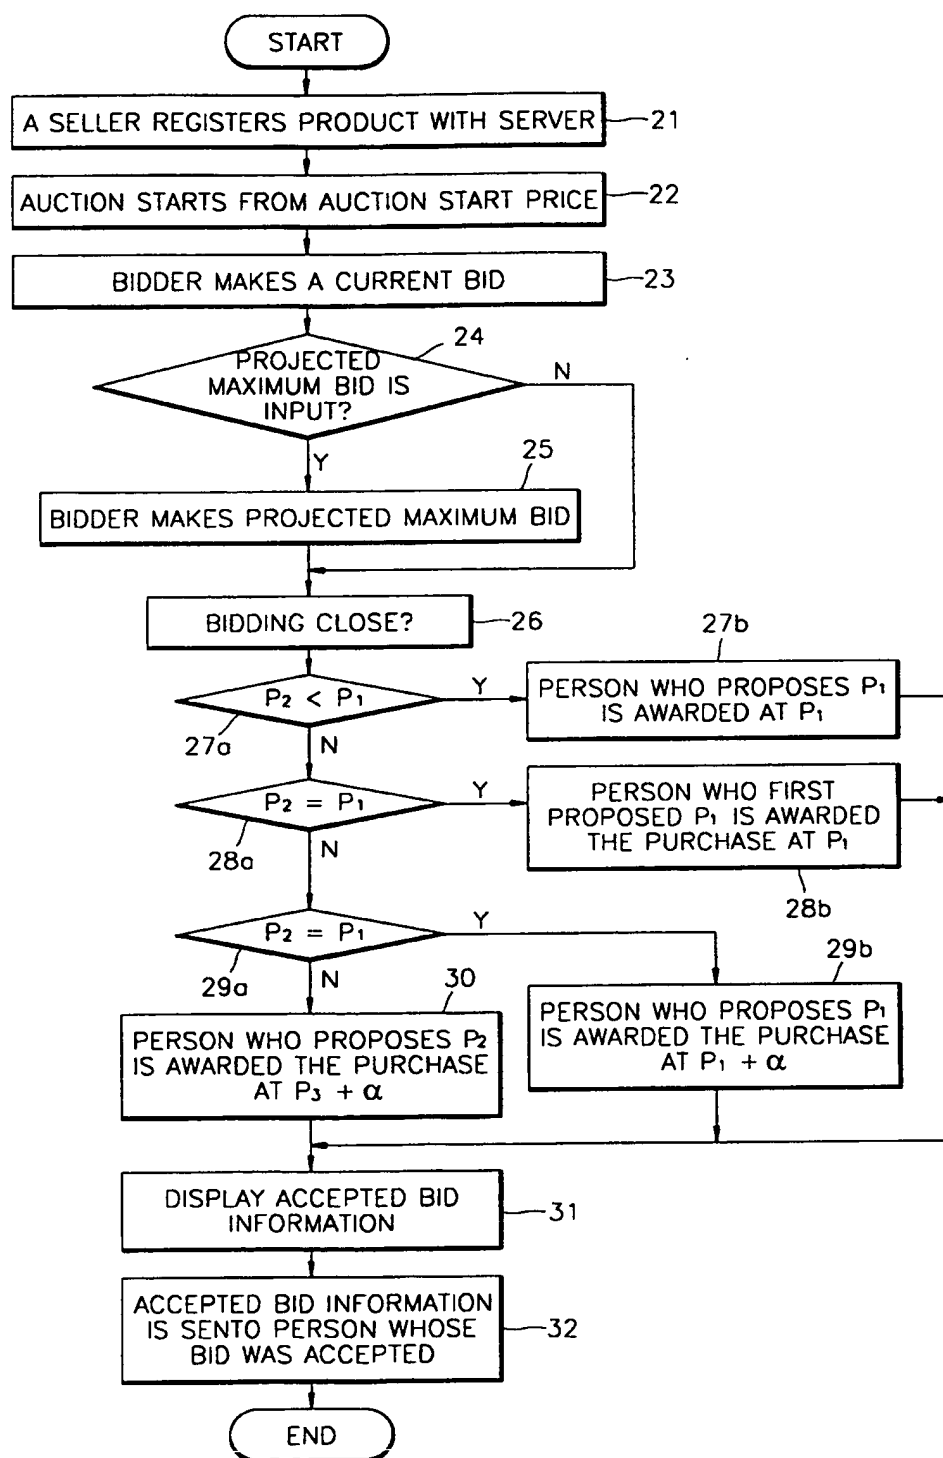 START
A SELLER REGISTERS PRODUCT WITH SERVER
21
AUCTION STARTS FROM AUCTION START PRICE
22
BIDDER MAKES A CURRENT BID
23
24
PROJECTED
MAXIMUM BID IS
INPUT?
N
Y
25
BIDDER MAKES PROJECTED MAXIMUM BID
BIDDING CLOSE?
26
27b
P₂ < P₁
Y
PERSON WHO PROPOSES P₁
IS AWARDED AT P₁
27a
N
P₂ = P₁
Y
PERSON WHO FIRST
PROPOSED P₁ IS AWARDED
THE PURCHASE AT P₁
28a
N
28b
P₂ = P₁
Y
29a
N
29b
30
PERSON WHO PROPOSES P₂
IS AWARDED THE PURCHASE
AT P₃ + α
PERSON WHO PROPOSES P₁
IS AWARDED THE PURCHASE
AT P₁ + α
DISPLAY ACCEPTED BID
INFORMATION
31
ACCEPTED BID INFORMATION
IS SENTO PERSON WHOSE
BID WAS ACCEPTED
32
END